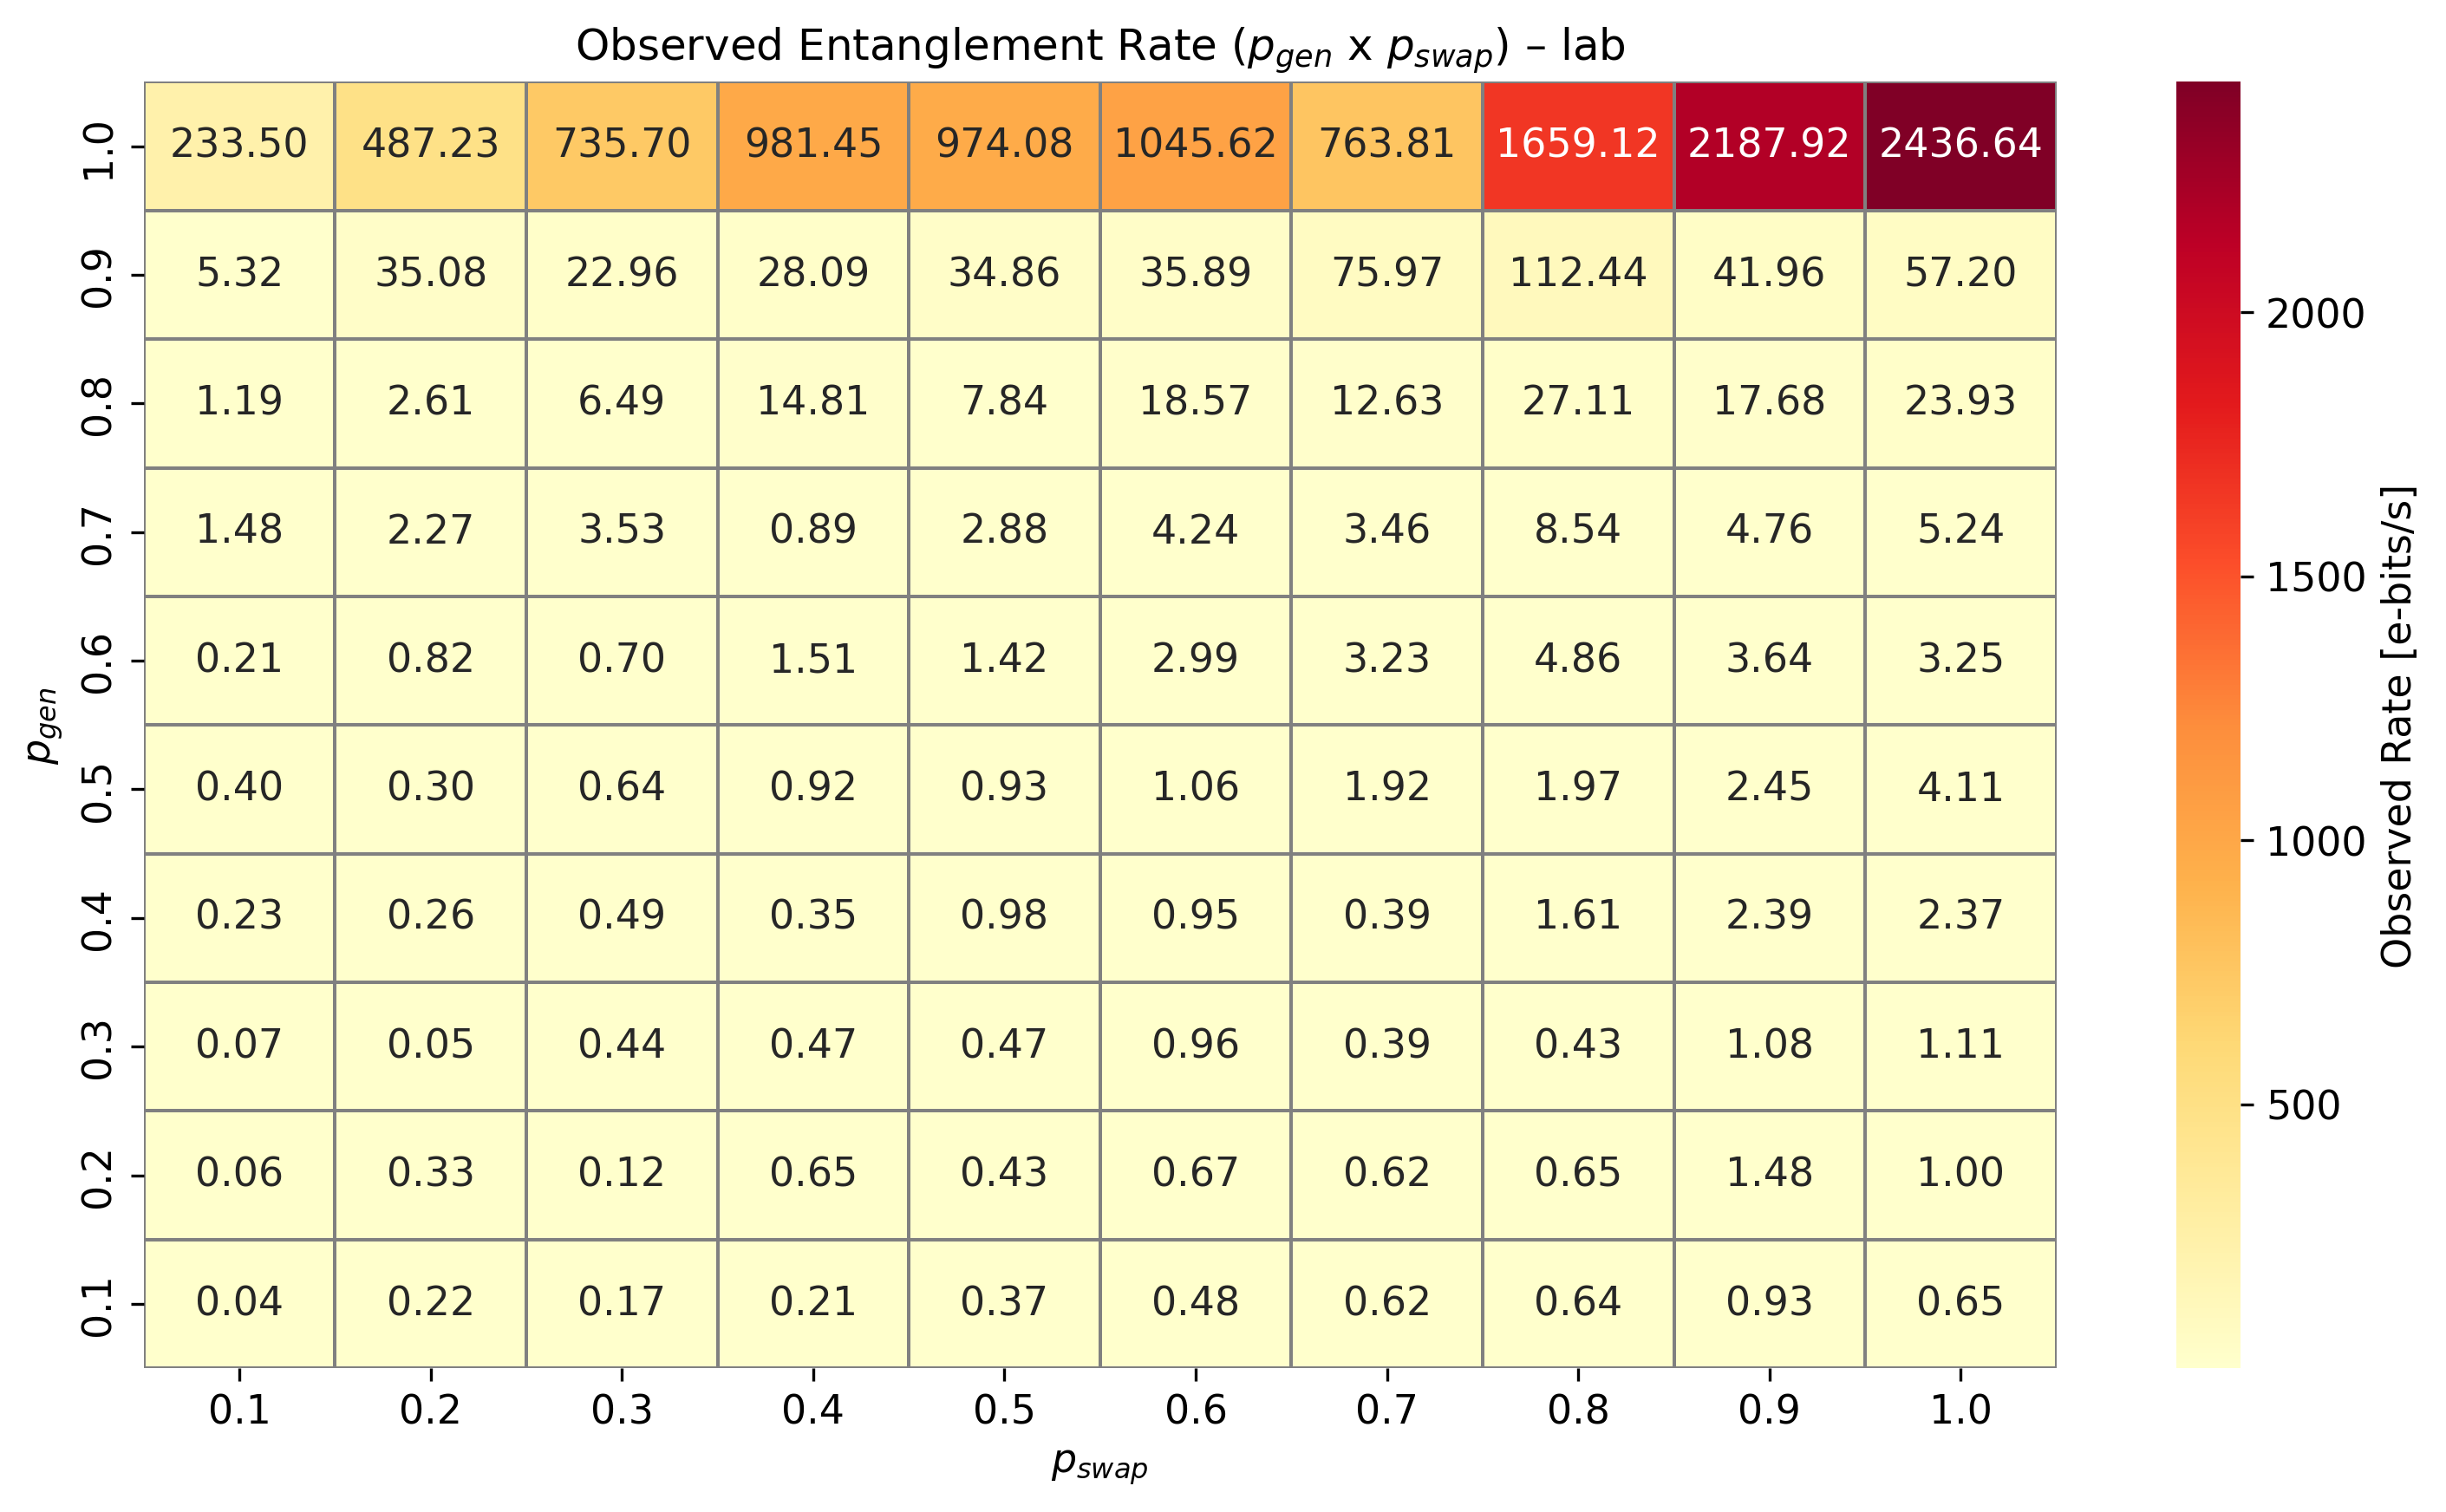 Observed Entanglement Rate (p_gen x p_swap) – lab
1.0 233.50 487.23 735.70 981.45 974.08 1045.62 763.81 1659.12 2187.92 2436.64
0.9 5.32 35.08 22.96 28.09 34.86 35.89 75.97 112.44 41.96 57.20
0.8 1.19 2.61 6.49 14.81 7.84 18.57 12.63 27.11 17.68 23.93
0.7 1.48 2.27 3.53 0.89 2.88 4.24 3.46 8.54 4.76 5.24
0.6 0.21 0.82 0.70 1.51 1.42 2.99 3.23 4.86 3.64 3.25
0.5 0.40 0.30 0.64 0.92 0.93 1.06 1.92 1.97 2.45 4.11
0.4 0.23 0.26 0.49 0.35 0.98 0.95 0.39 1.61 2.39 2.37
0.3 0.07 0.05 0.44 0.47 0.47 0.96 0.39 0.43 1.08 1.11
0.2 0.06 0.33 0.12 0.65 0.43 0.67 0.62 0.65 1.48 1.00
0.1 0.04 0.22 0.17 0.21 0.37 0.48 0.62 0.64 0.93 0.65
0.1 0.2 0.3 0.4 0.5 0.6 0.7 0.8 0.9 1.0
p_swap
p_gen
2000
1500
1000
500
Observed Rate [e-bits/s]